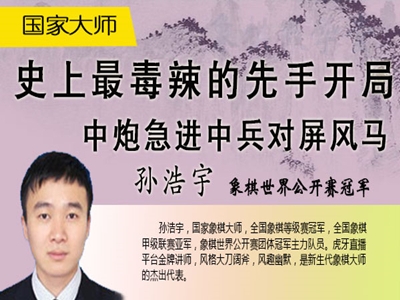 国家大师
史上最毒辣的先手开局
中炮急进中兵对屏风马
孙浩宇 象棋世界公开赛冠军
孙浩宇，国家象棋大师，全国象棋等级赛冠军，全国象棋
甲级联赛亚军，象棋世界公开赛团体冠军主力队员。虎牙直播
平台金牌讲师，风格大刀阔斧，风趣幽默，是新生代象棋大师
的杰出代表。